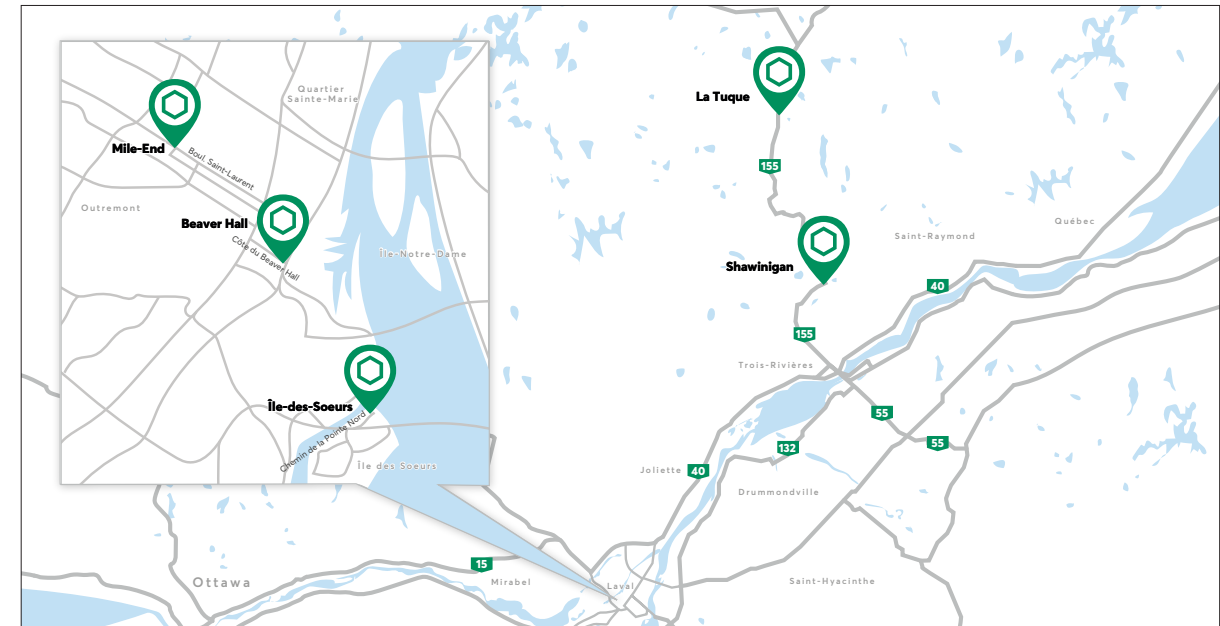 Quartier
Sainte-Marie
La Tuque
Mile-End
Boul. Saint-Laurent
155
Outremont
Beaver Hall
Québec
Saint-Raymond
Côte du Beaver Hall
Île-Notre-Dame
Shawinigan
40
155
Trois-Rivières
Île-des-Soeurs
55
Chemin de la Pointe Nord
55
132
Île des Soeurs
Joliette
40
Drummondville
15
Ottawa
Mirabel
Laval
Saint-Hyacinthe